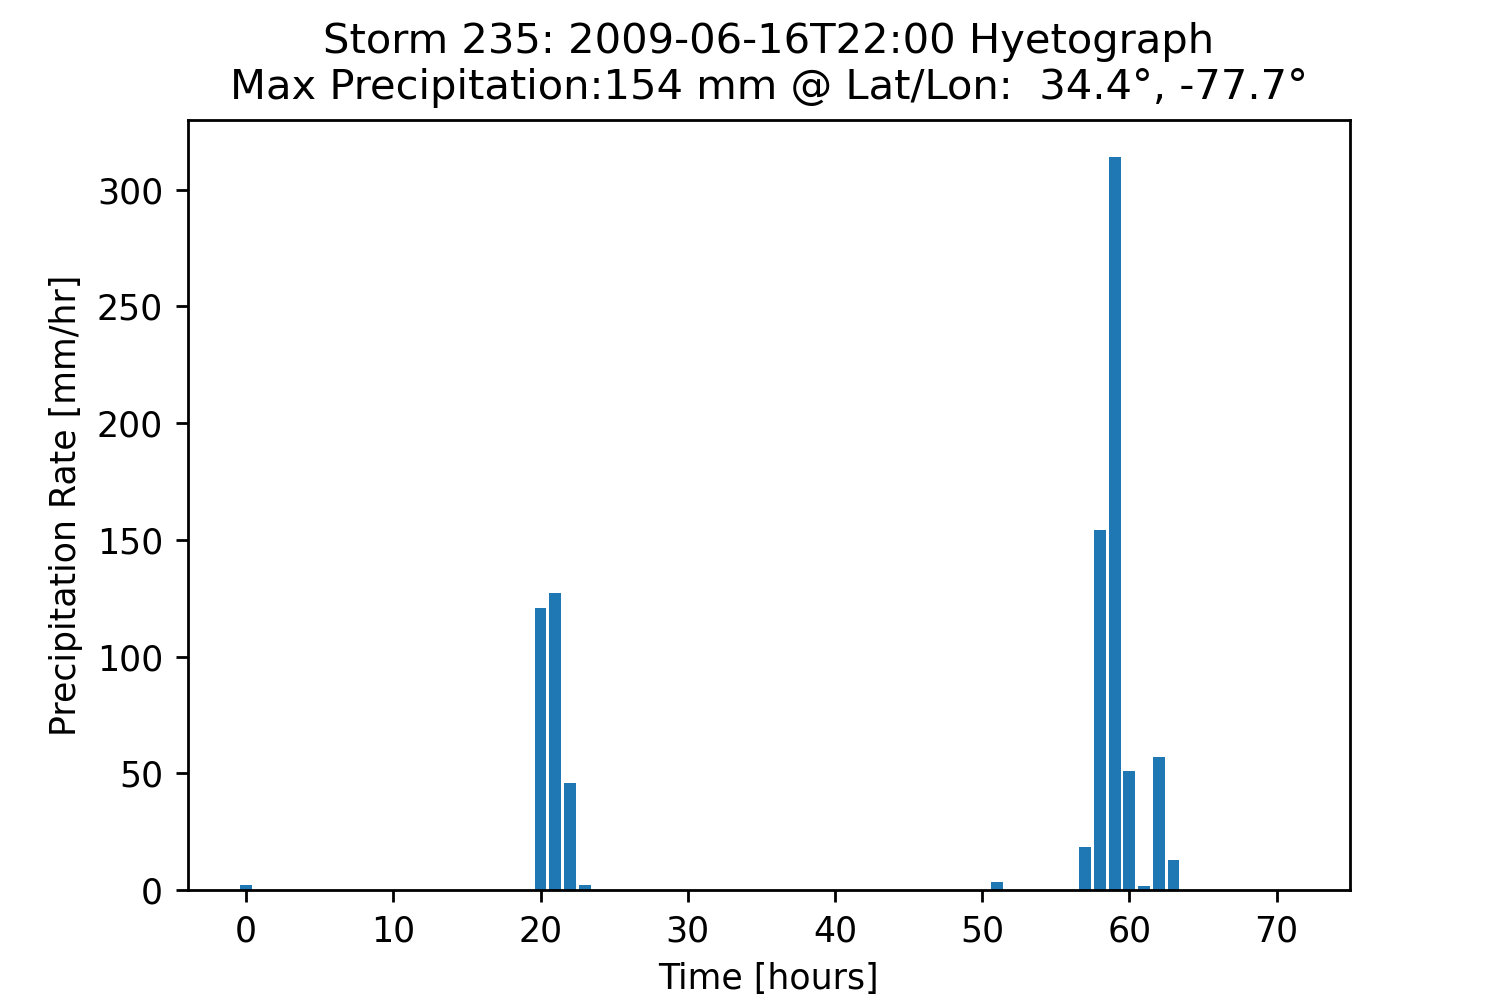 Storm 235: 2009-06-16T22:00 Hyetograph
Max Precipitation:154 mm @ Lat/Lon:  34.4°, -77.7°
Precipitation Rate [mm/hr]
300
250
200
150
100
50
0
0 10 20 30 40 50 60 70
Time [hours]